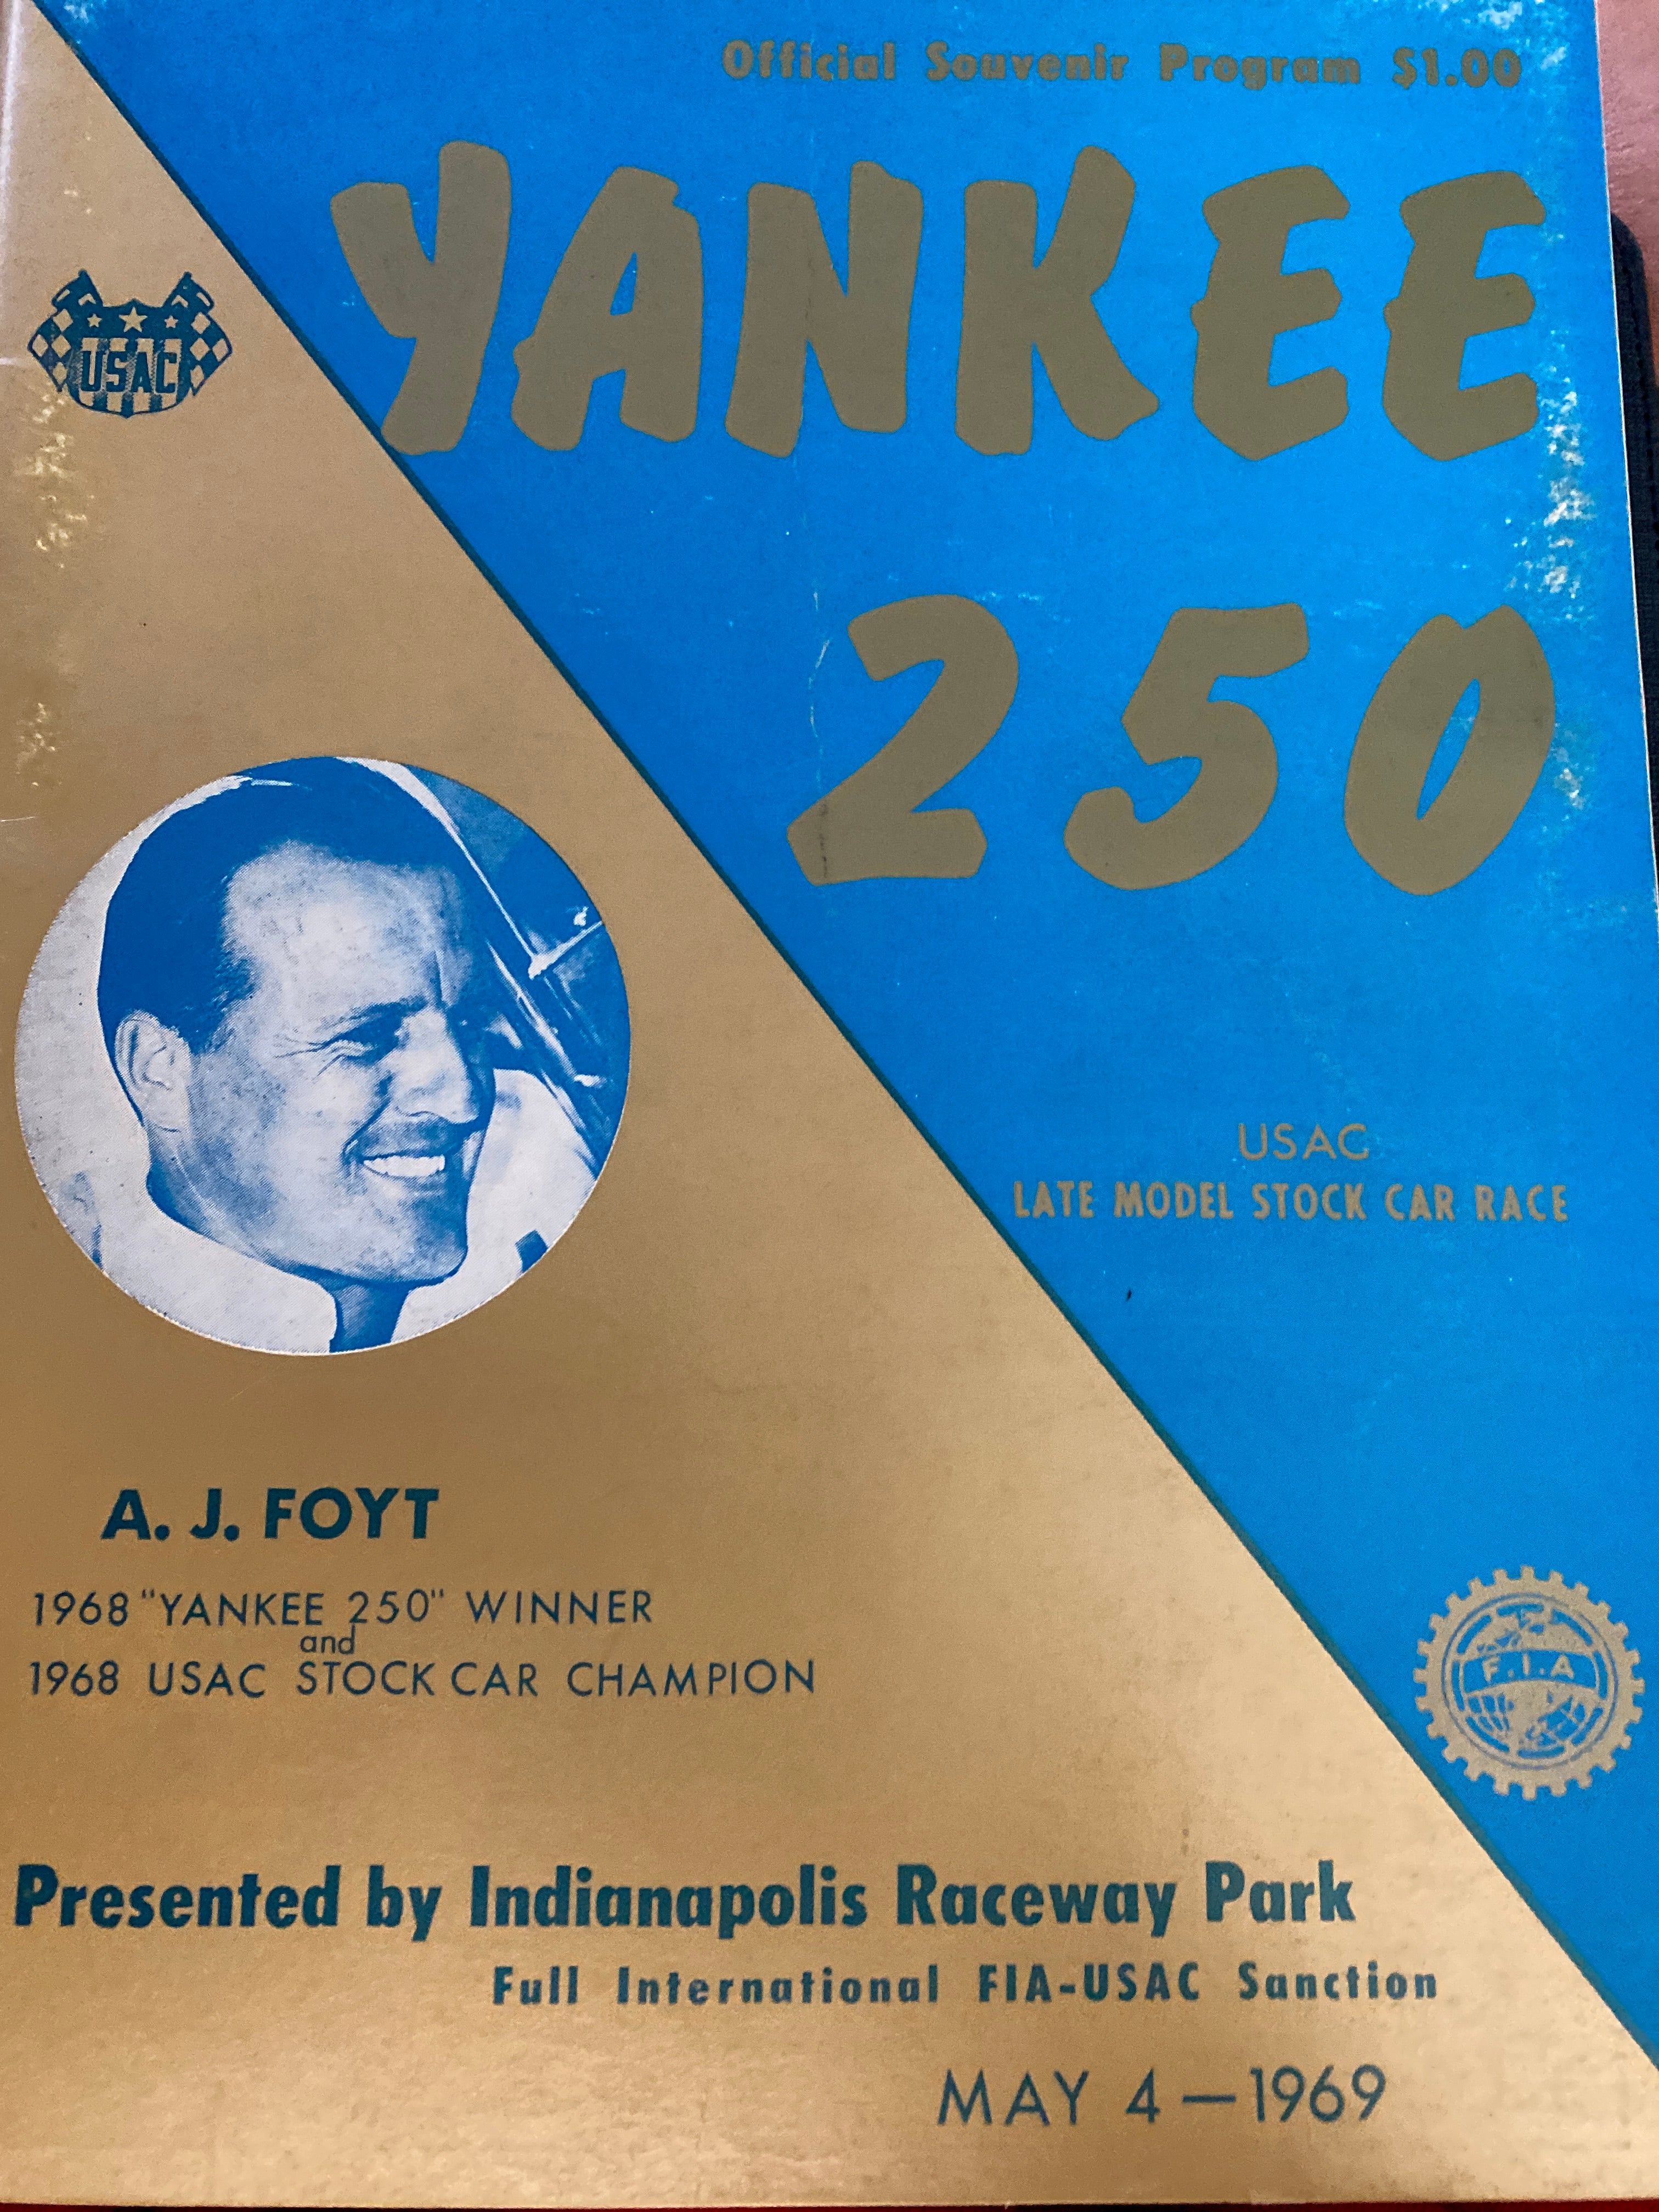 Official Souvenir Program $1.00
YANKEE
USAC
250
USAC
LATE MODEL STOCK CAR RACE
A. J. FOYT
1968 "YANKEE 250" WINNER
and
1968 USAC STOCK CAR CHAMPION
F.I.A
Presented by Indianapolis Raceway Park
Full International FIA-USAC Sanction
MAY 4—1969